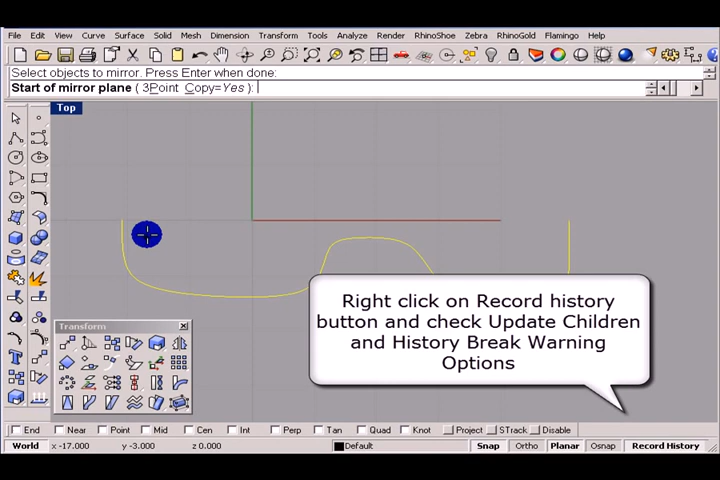 File Edit View Curve Surface Solid Mesh Dimension Transform Tools Analyze Render RhinoShoe Zebra RhinoGold Flamingo Help
Select objects to mirror. Press Enter when done:
Start of mirror plane ( 3Point Copy=Yes ):
Top
Right click on Record history
button and check Update Children
and History Break Warning
Options
Transform
End Near Point Mid Cen Int Perp Tan Quad Knot Project STrack Disable
World x -17.000 y -3.000 z 0.000 Default Snap Ortho Planar Osnap Record History